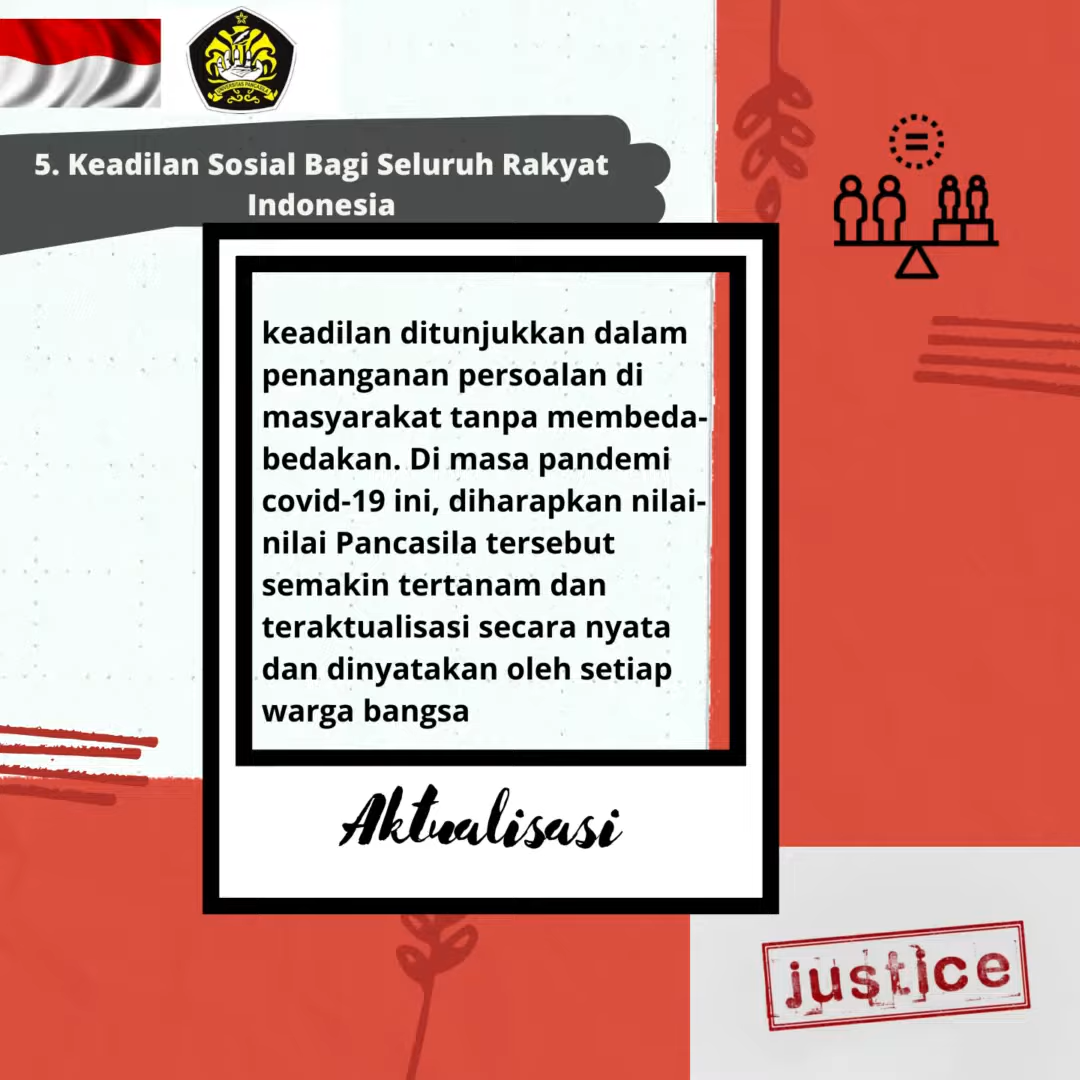 UNIVERSITAS PANCASILA
5. Keadilan Sosial Bagi Seluruh Rakyat
Indonesia
keadilan ditunjukkan dalam
penanganan persoalan di
masyarakat tanpa membeda-
bedakan. Di masa pandemi
covid-19 ini, diharapkan nilai-
nilai Pancasila tersebut
semakin tertanam dan
teraktualisasi secara nyata
dan dinyatakan oleh setiap
warga bangsa
Aktualisasi
justice